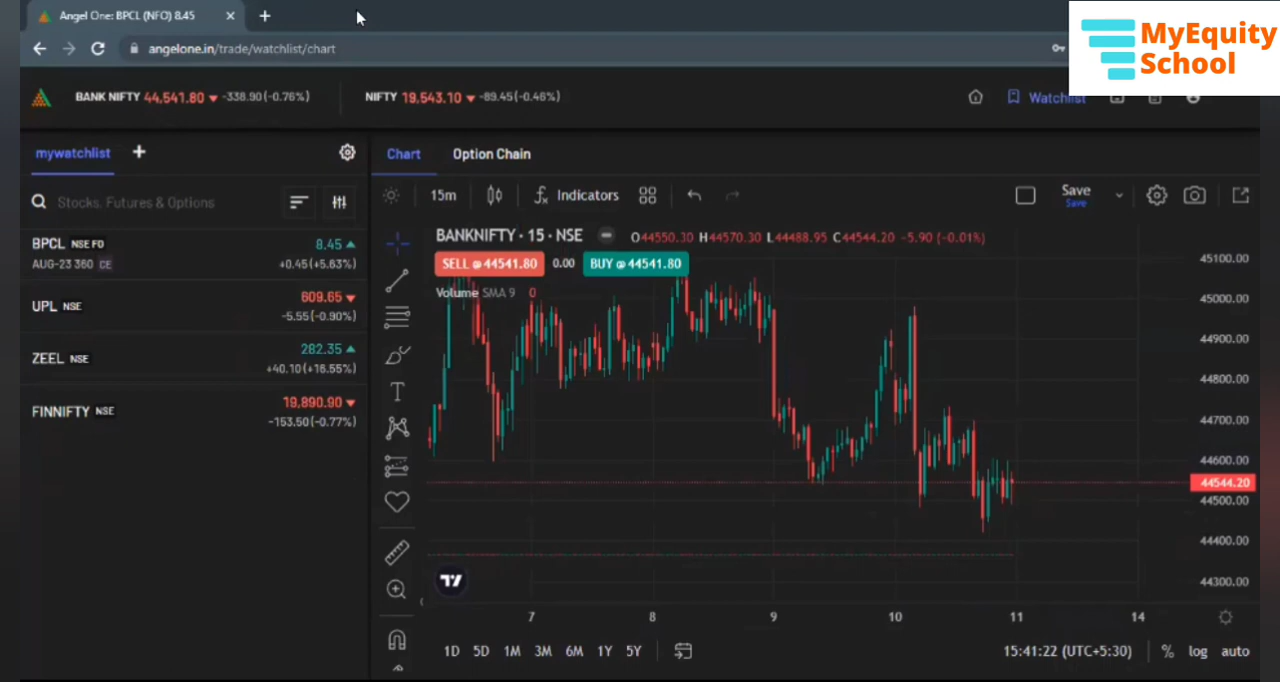 Angel One: BPCL (NFO) 8.45
MyEquity
School
angelone.in/trade/watchlist/chart
BANK NIFTY 44,541.80 ▼ -338.90(-0.76%)
NIFTY 19,543.10 ▼ -89.45(-0.46%)
Watchlist
mywatchlist +
Chart
Option Chain
Stocks, Futures & Options
15m
Indicators
Save
Save
BPCL NSE FO 8.45 ▲
AUG-23 360 CE +0.45(+5.63%)
UPL NSE 609.65 ▼
-5.55(-0.90%)
ZEEL NSE 282.35 ▲
+40.10(+16.55%)
FINNIFTY NSE 19,890.90 ▼
-153.50(-0.77%)
BANKNIFTY · 15 · NSE O44550.30 H44570.30 L44488.95 C44544.20 -5.90 (-0.01%)
SELL @ 44541.80 0.00 BUY @ 44541.80
Volume SMA 9 0
45100.00
45000.00
44900.00
44800.00
44700.00
44600.00
44544.20
44500.00
44400.00
44300.00
7 8 9 10 11 14
1D 5D 1M 3M 6M 1Y 5Y
15:41:22 (UTC+5:30) % log auto